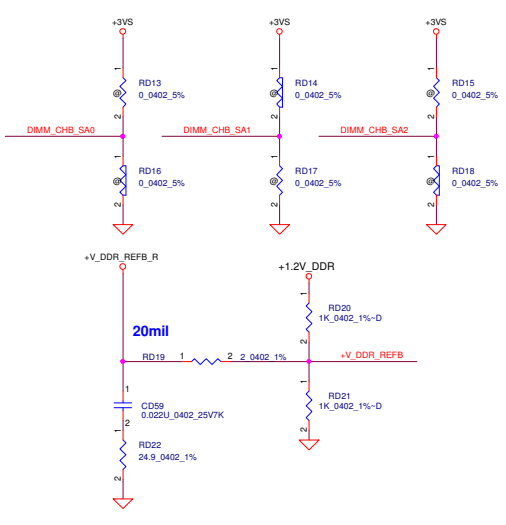 +3VS +3VS +3VS
1 1 1
RD13 RD14 RD15
@ 0_0402_5% @ 0_0402_5% @ 0_0402_5%
2 2 2
DIMM_CHB_SA0 DIMM_CHB_SA1 DIMM_CHB_SA2
1 1 1
RD16 RD17 RD18
@ 0_0402_5% @ 0_0402_5% @ 0_0402_5%
2 2 2
+V_DDR_REFB_R
+1.2V_DDR
1
RD20
1K_0402_1%~D
20mil
2
RD19 1 2 2_0402_1% +V_DDR_REFB
1 1
RD21
1K_0402_1%~D
CD59
0.022U_0402_25V7K
2 2
1
RD22
24.9_0402_1%
2